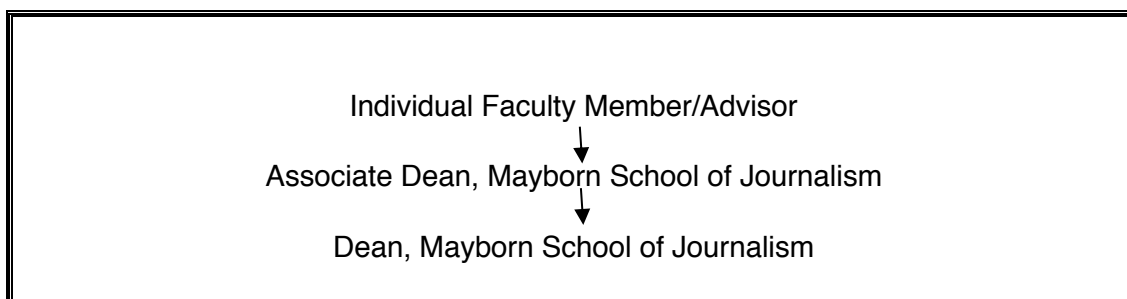 Individual Faculty Member/Advisor
Associate Dean, Mayborn School of Journalism
Dean, Mayborn School of Journalism